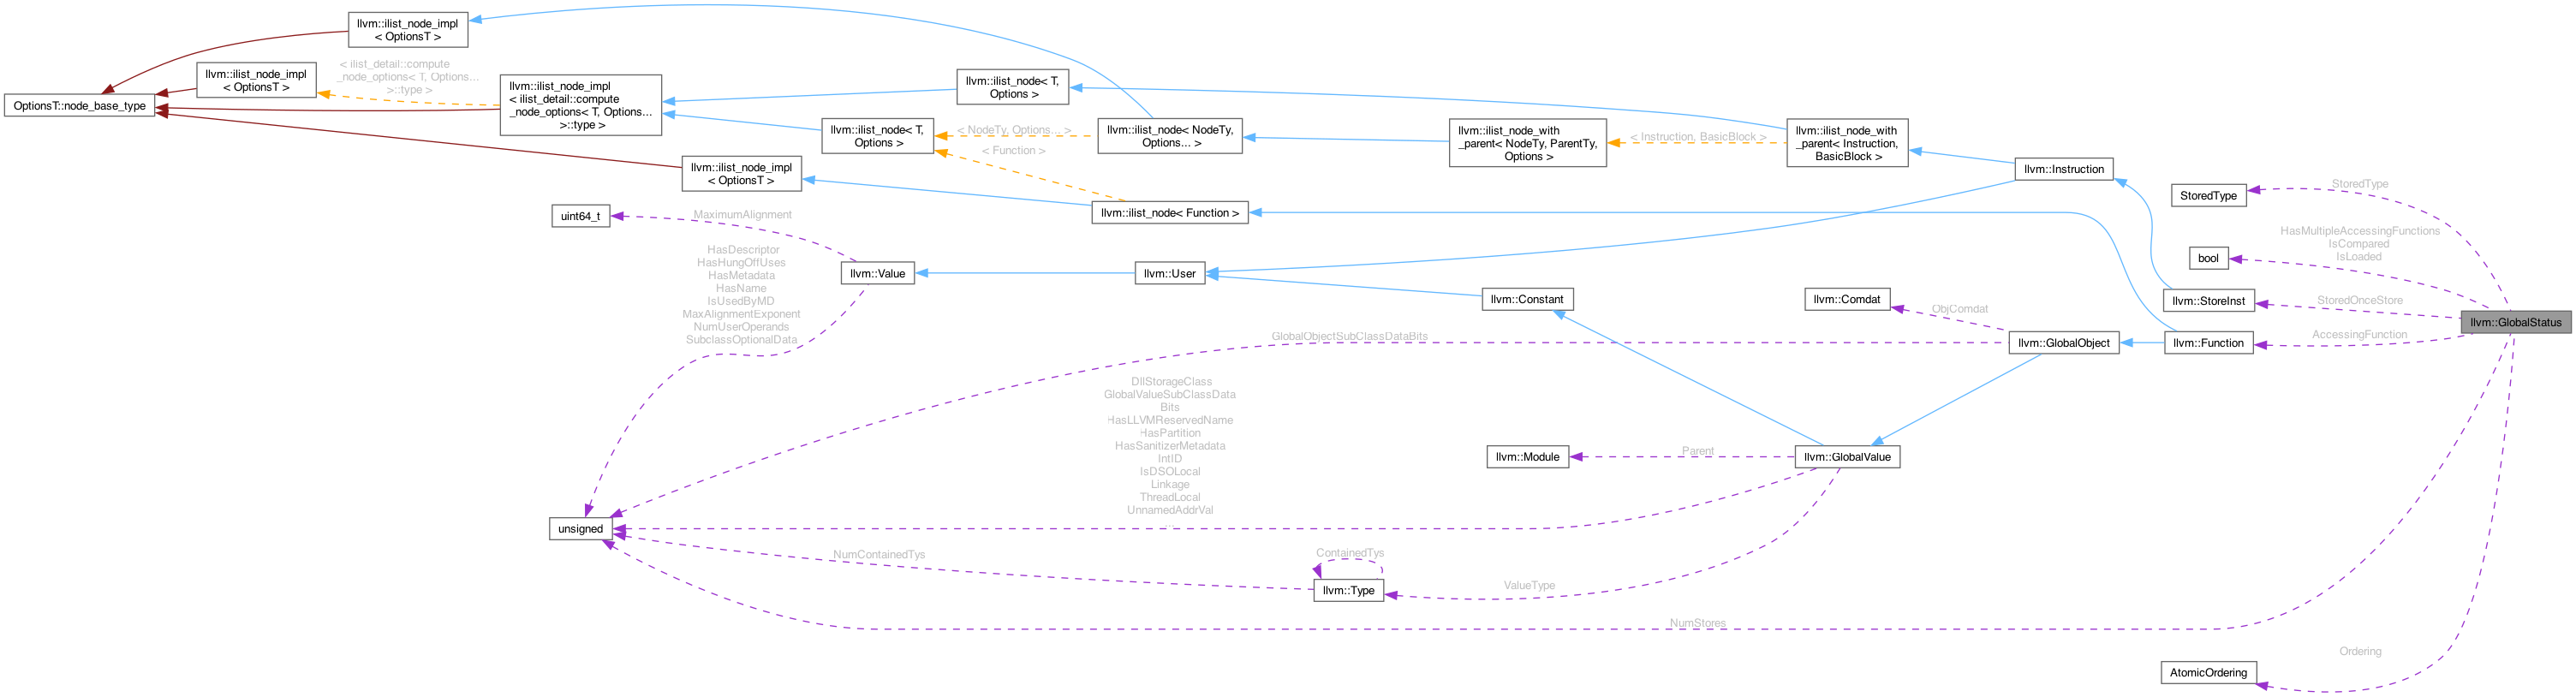 llvm::ilist_node_impl
< OptionsT >
llvm::ilist_node_impl
< OptionsT >
OptionsT::node_base_type
< ilist_detail::compute
_node_options< T, Options...
>::type >
llvm::ilist_node_impl
< ilist_detail::compute
_node_options< T, Options...
>::type >
llvm::ilist_node< T,
Options >
llvm::ilist_node< T,
Options >
< NodeTy, Options... >
< Function >
llvm::ilist_node< NodeTy,
Options... >
llvm::ilist_node_with
_parent< NodeTy, ParentTy,
Options >
< Instruction, BasicBlock >
llvm::ilist_node_with
_parent< Instruction,
BasicBlock >
llvm::Instruction
llvm::ilist_node_impl
< OptionsT >
llvm::ilist_node< Function >
StoredType
StoredType
uint64_t
MaximumAlignment
HasDescriptor
HasHungOffUses
HasMetadata
HasName
IsUsedByMD
MaxAlignmentExponent
NumUserOperands
SubclassOptionalData
llvm::Value
llvm::User
bool
HasMultipleAccessingFunctions
IsCompared
IsLoaded
llvm::Constant
llvm::Comdat
ObjComdat
llvm::StoreInst
StoredOnceStore
llvm::GlobalStatus
GlobalObjectSubClassDataBits
llvm::GlobalObject
llvm::Function
AccessingFunction
DllStorageClass
GlobalValueSubClassData
Bits
HasLLVMReservedName
HasPartition
HasSanitizerMetadata
IntID
IsDSOLocal
Linkage
ThreadLocal
UnnamedAddrVal
...
llvm::Module
Parent
llvm::GlobalValue
unsigned
NumContainedTys
ContainedTys
llvm::Type
ValueType
NumStores
Ordering
AtomicOrdering